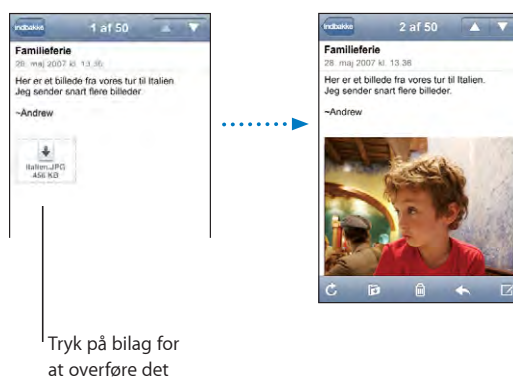 Indbakke
1 af 50
Familieferie
28. maj 2007 kl. 13.36
Her er et billede fra vores tur til Italien.
Jeg sender snart flere billeder.
~Andrew
Italien.JPG
456 KB
Tryk på bilag for
at overføre det
Indbakke
2 af 50
Familieferie
28. maj 2007 kl. 13.36
Her er et billede fra vores tur til Italien.
Jeg sender snart flere billeder.
~Andrew